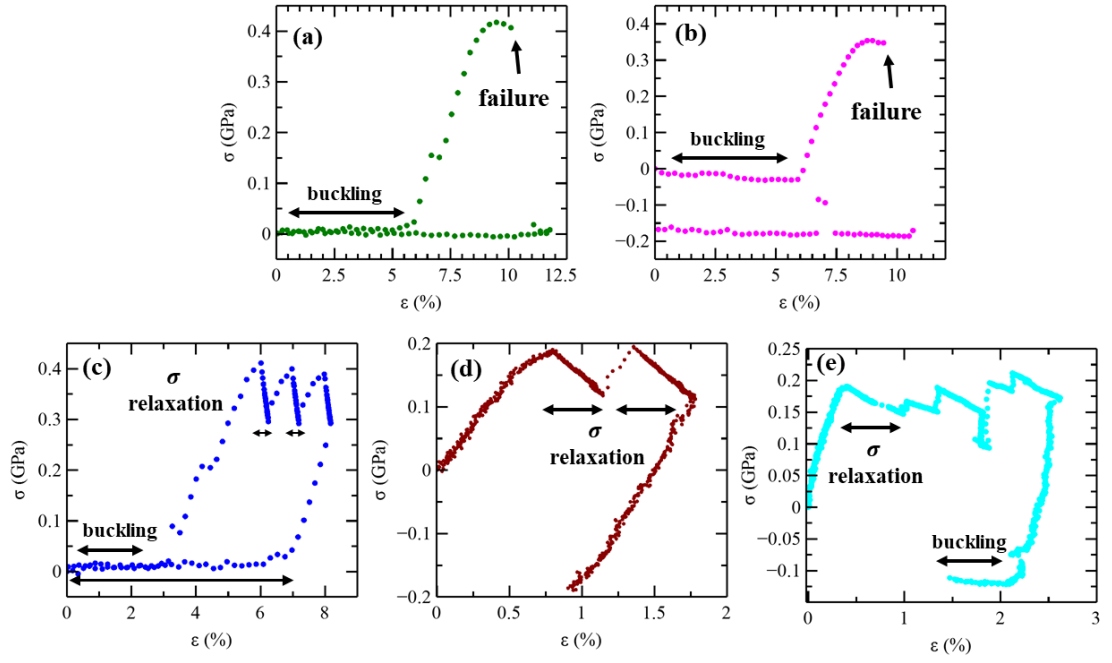 (a)
0.4
0.3
0.2
0.1
0
σ (GPa)
failure
buckling
0 2.5 5 7.5 10 12.5
ε (%)
(b)
0.4
0.3
0.2
0.1
0
−0.1
−0.2
σ (GPa)
failure
buckling
0 2.5 5 7.5 10
ε (%)
(c)
0.4
0.3
0.2
0.1
0
σ (GPa)
σ
relaxation
buckling
0 2 4 6 8
ε (%)
(d)
0.2
0.1
0
−0.1
−0.2
σ (GPa)
σ
relaxation
0 0.5 1 1.5 2
ε (%)
(e)
0.25
0.2
0.15
0.1
0.05
0
−0.05
−0.1
σ (GPa)
σ
relaxation
buckling
0 1 2 3
ε (%)